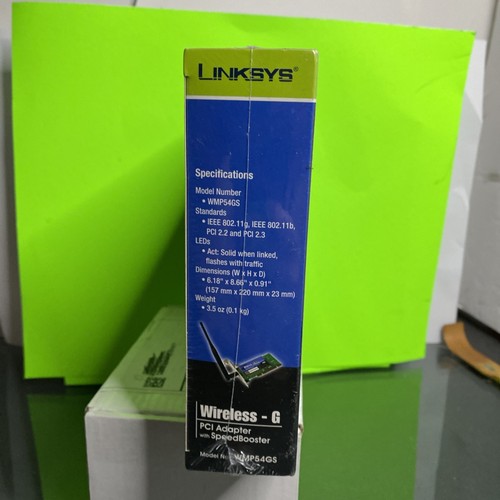 LINKSYS®
Specifications
Model Number
• WMP54GS
Standards
• IEEE 802.11g, IEEE 802.11b,
PCI 2.2 and PCI 2.3
LEDs
• Act: Solid when linked,
flashes with traffic
Dimensions (W x H x D)
• 6.18" x 8.66" x 0.91"
(157 mm x 220 mm x 23 mm)
Weight
• 3.5 oz (0.1 kg)
Wireless - G
PCI Adapter
with SpeedBooster
Model No. WMP54GS